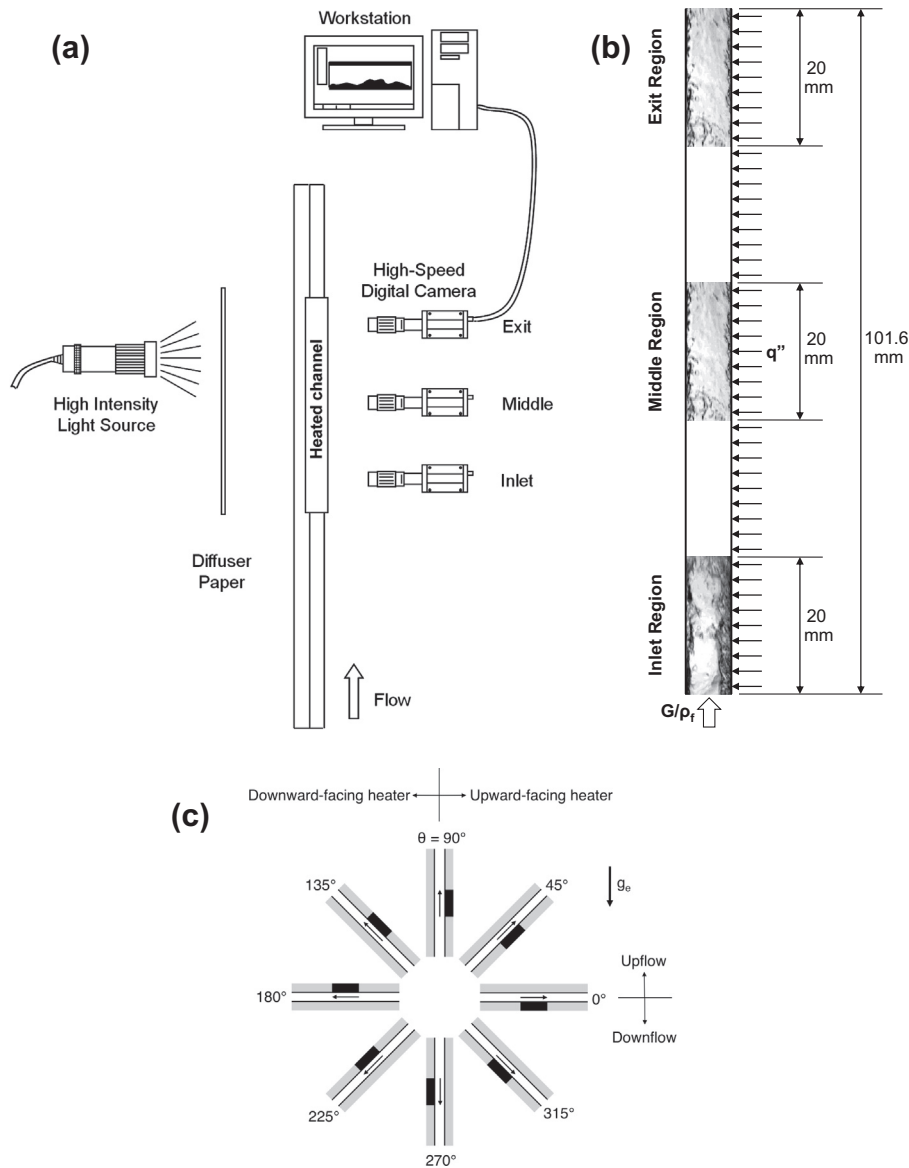 (a)
Workstation
High-Speed
Digital Camera
Exit
Middle
Inlet
High Intensity
Light Source
Diffuser
Paper
Heated channel
Flow
(b)
Exit Region
Middle Region
Inlet Region
20
mm
20
mm
20
mm
q”
101.6
mm
G/ρf
(c)
Downward-facing heater
Upward-facing heater
θ = 90°
135°
45°
ge
180°
0°
Upflow
Downflow
225°
315°
270°